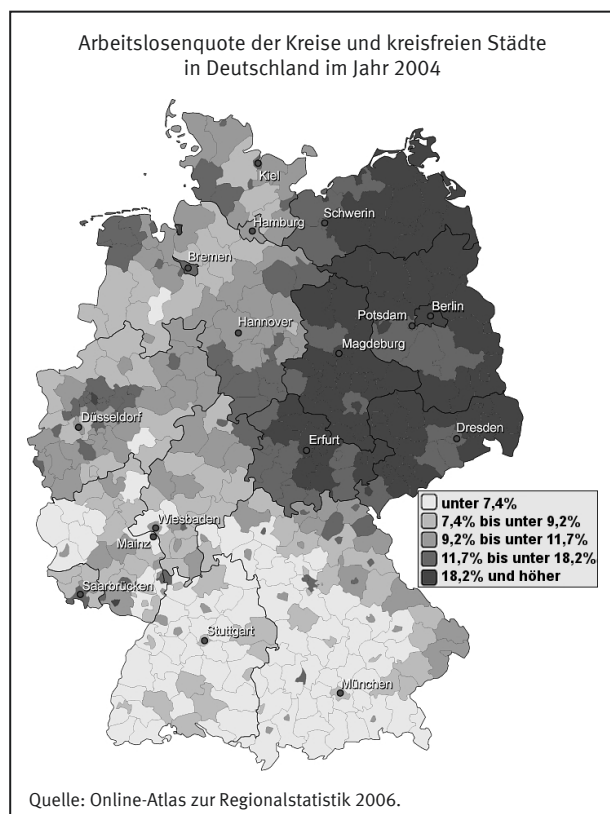 Arbeitslosenquote der Kreise und kreisfreien Städte
in Deutschland im Jahr 2004
Kiel
Schwerin
Hamburg
Bremen
Berlin
Potsdam
Hannover
Magdeburg
Düsseldorf
Dresden
Erfurt
Wiesbaden
Mainz
Saarbrücken
Stuttgart
München
unter 7,4%
7,4% bis unter 9,2%
9,2% bis unter 11,7%
11,7% bis unter 18,2%
18,2% und höher
Quelle: Online-Atlas zur Regionalstatistik 2006.